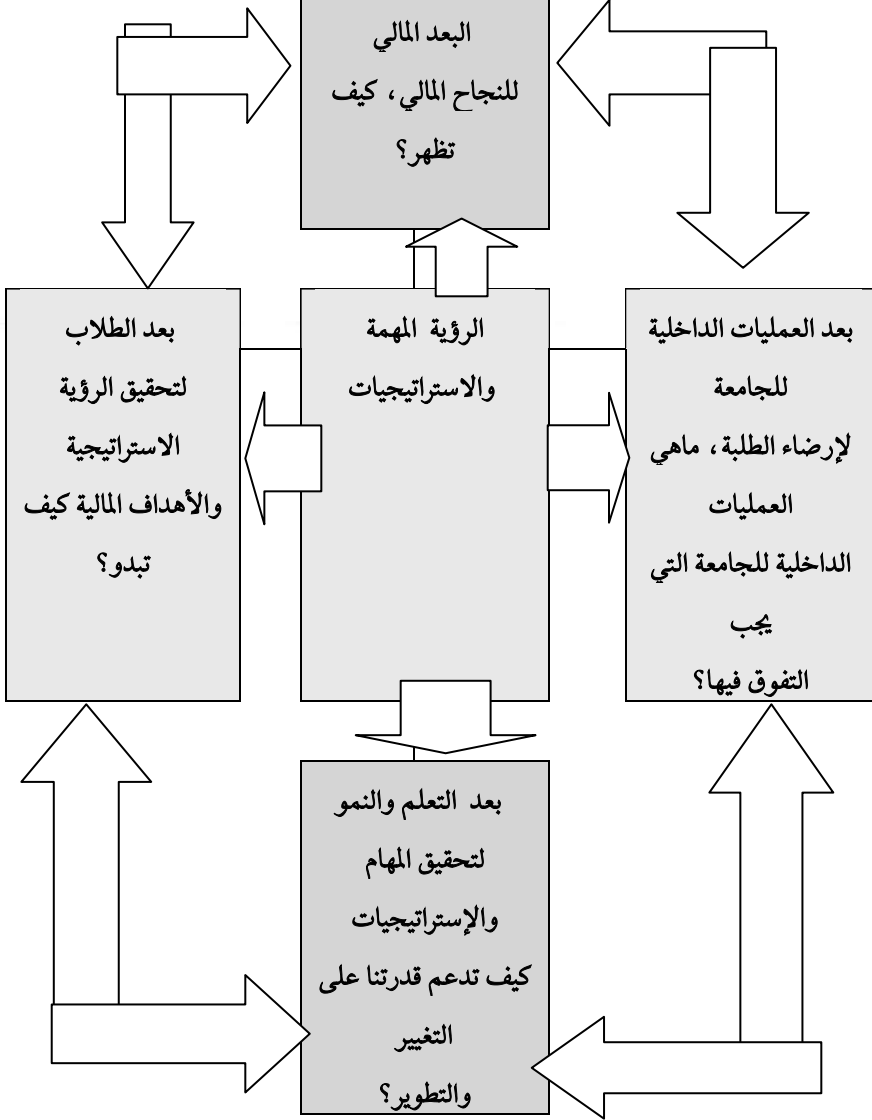 البعد المالي
للنجاح المالي، كيف
تظهر؟
بعد العمليات الداخلية
للجامعة
لإرضاء الطلبة، ماهي
العمليات
الداخلية للجامعة التي
يجب
التفوق فيها؟
الرؤية المهمة
والاستراتيجيات
بعد الطلاب
لتحقيق الرؤية
الاستراتيجية
والأهداف المالية كيف
تبدو؟
بعد التعلم والنمو
لتحقيق المهام
والإستراتيجيات
كيف تدعم قدرتنا على
التغيير
والتطوير؟